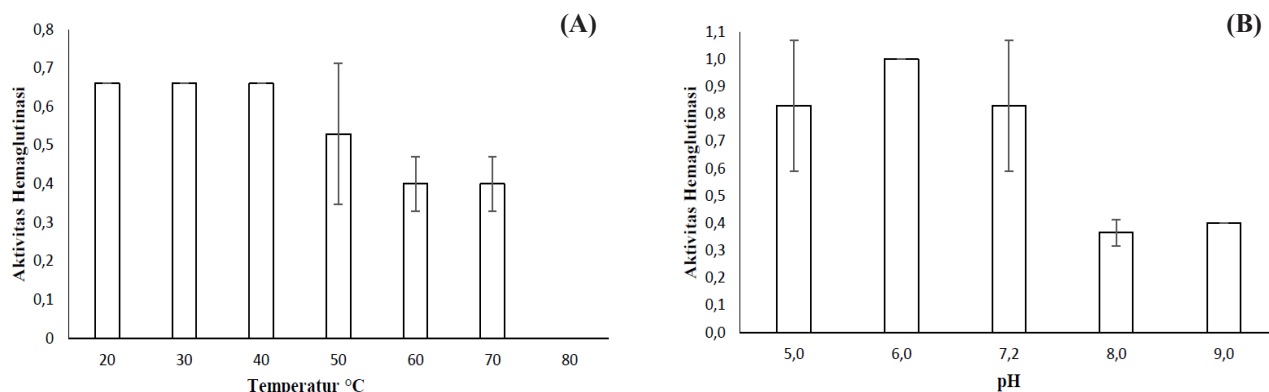 (A)
0,8
0,7
0,6
0,5
0,4
0,3
0,2
0,1
0
Aktivitas Hemaglutinasi
20 30 40 50 60 70 80
Temperatur °C
(B)
1,1
1,0
0,9
0,8
0,7
0,6
0,5
0,4
0,3
0,2
0,1
0,0
Aktivitas Hemaglutinasi
5,0 6,0 7,2 8,0 9,0
pH